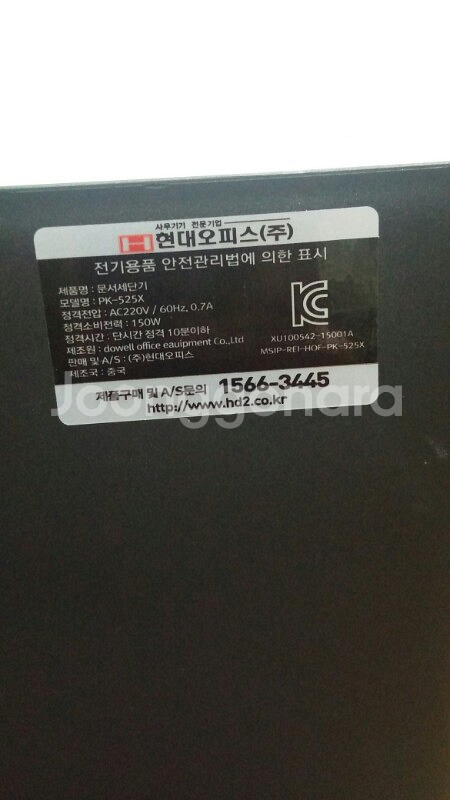 사무기기 전문기업
현대오피스(주)
전기용품 안전관리법에 의한 표시
제품명 : 문서세단기
모델명 : PK-525X
정격전압 : AC220V / 60Hz, 0.7A
정격소비전력 : 150W
정격시간 : 단시간 정격 10분이하
제조원 : dowell office eauipment Co.,Ltd
판매 및 A/S : (주)현대오피스
제조국 : 중국
XU100542-15001A
MSIP-REI-HOF-PK-525X
제품구매 및 A/S문의 1566-3445
http://www.hd2.co.kr
Joonggonara